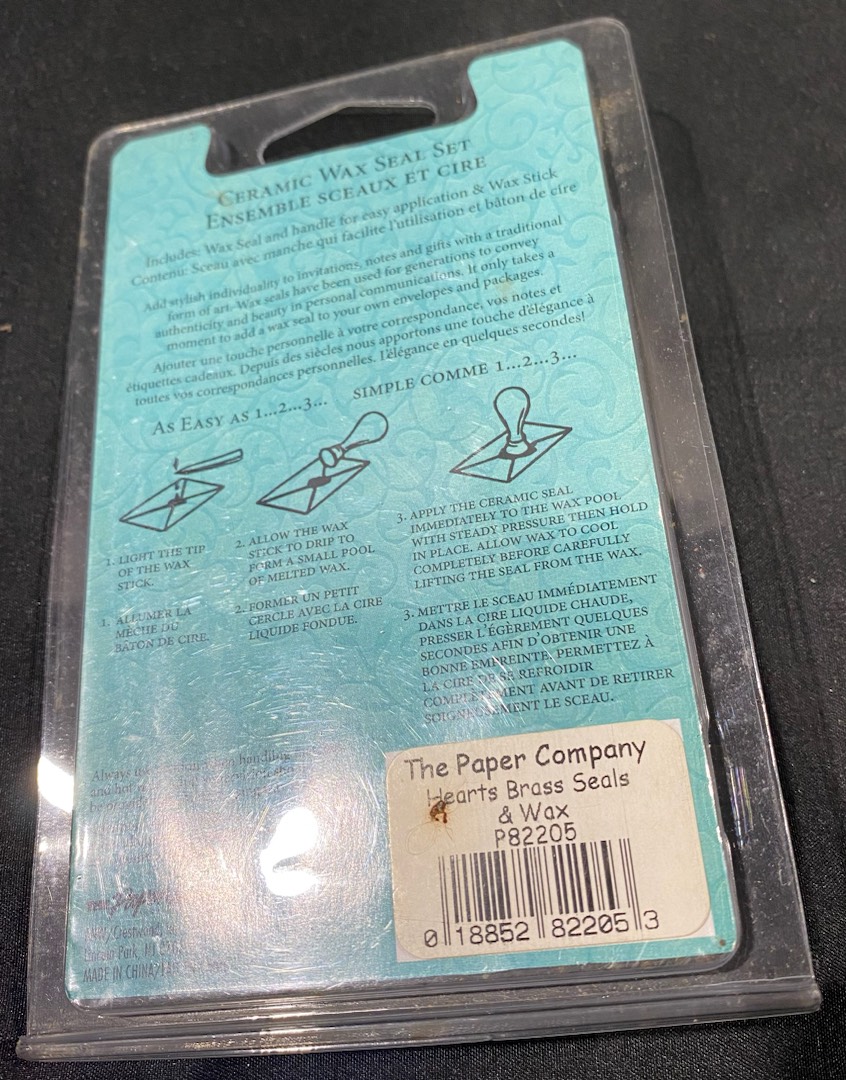 CERAMIC WAX SEAL SET
ENSEMBLE SCEAUX ET CIRE
Includes: Wax Seal and handle for easy application & Wax Stick
Contenu: Sceau avec manche qui facilite l'utilisation et bâton de cire
Add stylish individuality to invitations, notes and gifts with a traditional
form of art. Wax seals have been used for generations to convey
authenticity and beauty in personal communications. It only takes a
moment to add a wax seal to your own envelopes and packages.
Ajouter une touche personnelle à votre correspondance, vos notes et
étiquettes cadeaux. Depuis des siècles nous apportons une touche d'élégance à
toutes vos correspondances personnelles. L'élégance en quelques secondes!
AS EASY AS 1...2...3... SIMPLE COMME 1...2...3...
1. LIGHT THE TIP
OF THE WAX
STICK.
1. ALLUMER LA
MÈCHE DU
BÂTON DE CIRE.
2. ALLOW THE WAX
STICK TO DRIP TO
FORM A SMALL POOL
OF MELTED WAX.
2. FORMER UN PETIT
CERCLE AVEC LA CIRE
LIQUIDE FONDUE.
3. APPLY THE CERAMIC SEAL
IMMEDIATELY TO THE WAX POOL
WITH STEADY PRESSURE THEN HOLD
IN PLACE. ALLOW WAX TO COOL
COMPLETELY BEFORE CAREFULLY
LIFTING THE SEAL FROM THE WAX.
3. METTRE LE SCEAU IMMÉDIATEMENT
DANS LA CIRE LIQUIDE CHAUDE,
PRESSER L'ÉGÈREMENT QUELQUES
SECONDES AFIN D'OBTENIR UNE
BONNE EMPREINTE, PERMETTEZ À
LA CIRE DE SE REFROIDIR
COMPLÈTEMENT AVANT DE RETIRER
SOIGNEUSEMENT LE SCEAU.
Always handling
and hot
The Paper Company
Hearts Brass Seals
& Wax
P82205
0 18852 82205 3
Lincoln Park, NJ
MADE IN CHINA